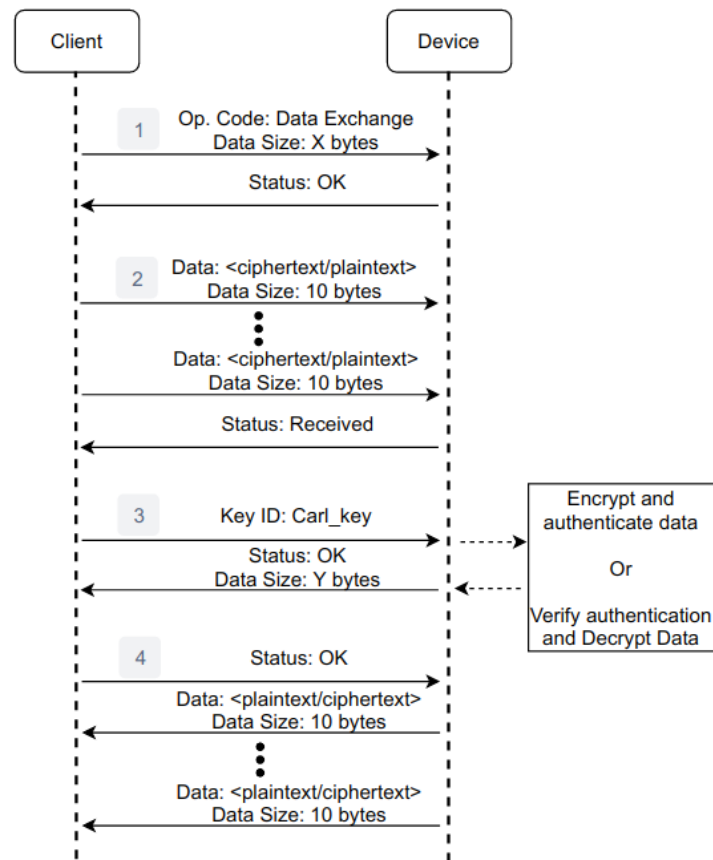 Client
Device
1
Op. Code: Data Exchange
Data Size: X bytes
Status: OK
2
Data: <ciphertext/plaintext>
Data Size: 10 bytes
Data: <ciphertext/plaintext>
Data Size: 10 bytes
Status: Received
3
Key ID: Carl_key
Status: OK
Data Size: Y bytes
Encrypt and
authenticate data
Or
Verify authentication
and Decrypt Data
4
Status: OK
Data: <plaintext/ciphertext>
Data Size: 10 bytes
Data: <plaintext/ciphertext>
Data Size: 10 bytes